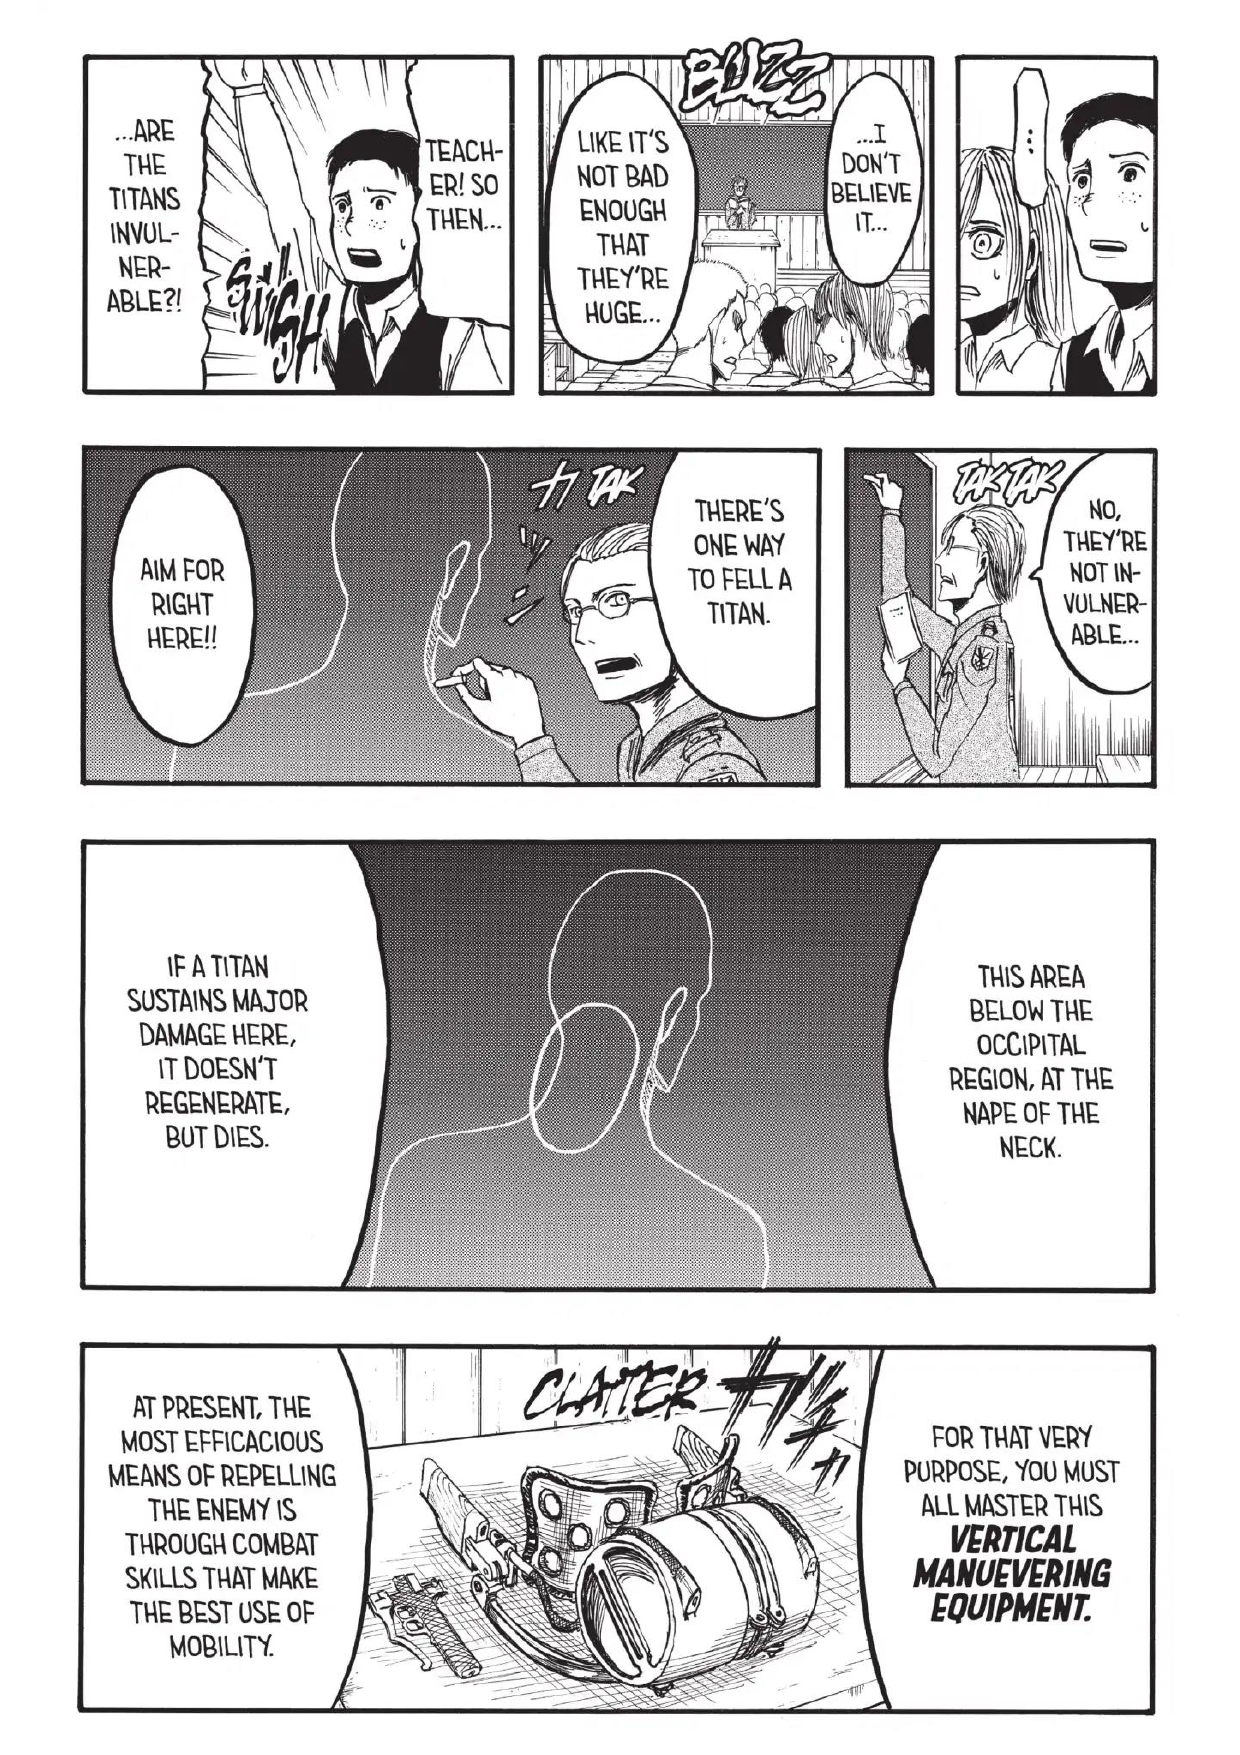 ...
BUZZ
...I
DON'T
BELIEVE
IT...
LIKE IT'S
NOT BAD
ENOUGH
THAT
THEY'RE
HUGE...
TEACH-
ER! SO
THEN...
SWISH
...ARE
THE
TITANS
INVUL-
NER-
ABLE?!
TAK TAK
NO,
THEY'RE
NOT IN-
VULNER-
ABLE...
THERE'S
ONE WAY
TO FELL A
TITAN.
カ TAK
AIM FOR
RIGHT
HERE!!
THIS AREA
BELOW THE
OCCIPITAL
REGION, AT THE
NAPE OF THE
NECK.
IF A TITAN
SUSTAINS MAJOR
DAMAGE HERE,
IT DOESN'T
REGENERATE,
BUT DIES.
FOR THAT VERY
PURPOSE, YOU MUST
ALL MASTER THIS
VERTICAL
MANUEVERING
EQUIPMENT.
CLATTER
AT PRESENT, THE
MOST EFFICACIOUS
MEANS OF REPELLING
THE ENEMY IS
THROUGH COMBAT
SKILLS THAT MAKE
THE BEST USE OF
MOBILITY.